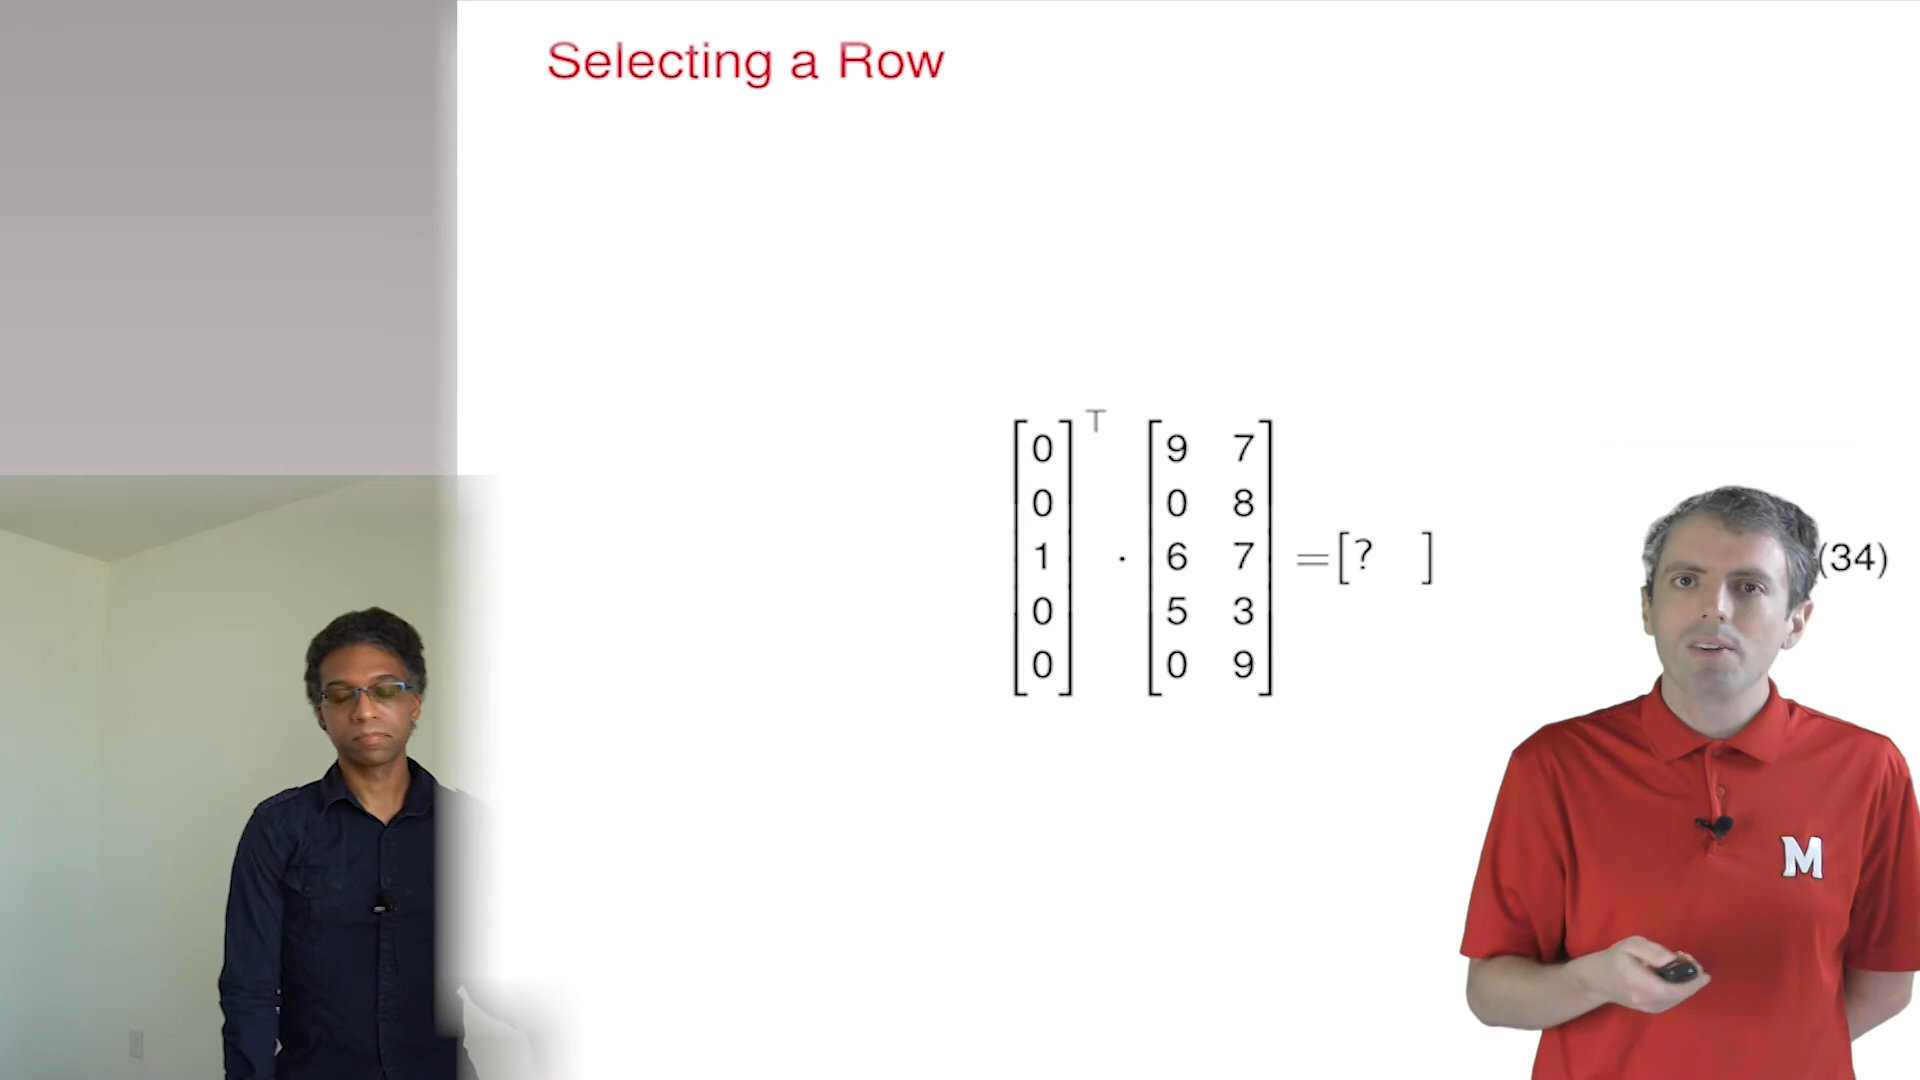 Selecting a Row
[0 0 1 0 0]ᵀ · [9 7
0 8
6 7
5 3
0 9] = [? ] (34)
M